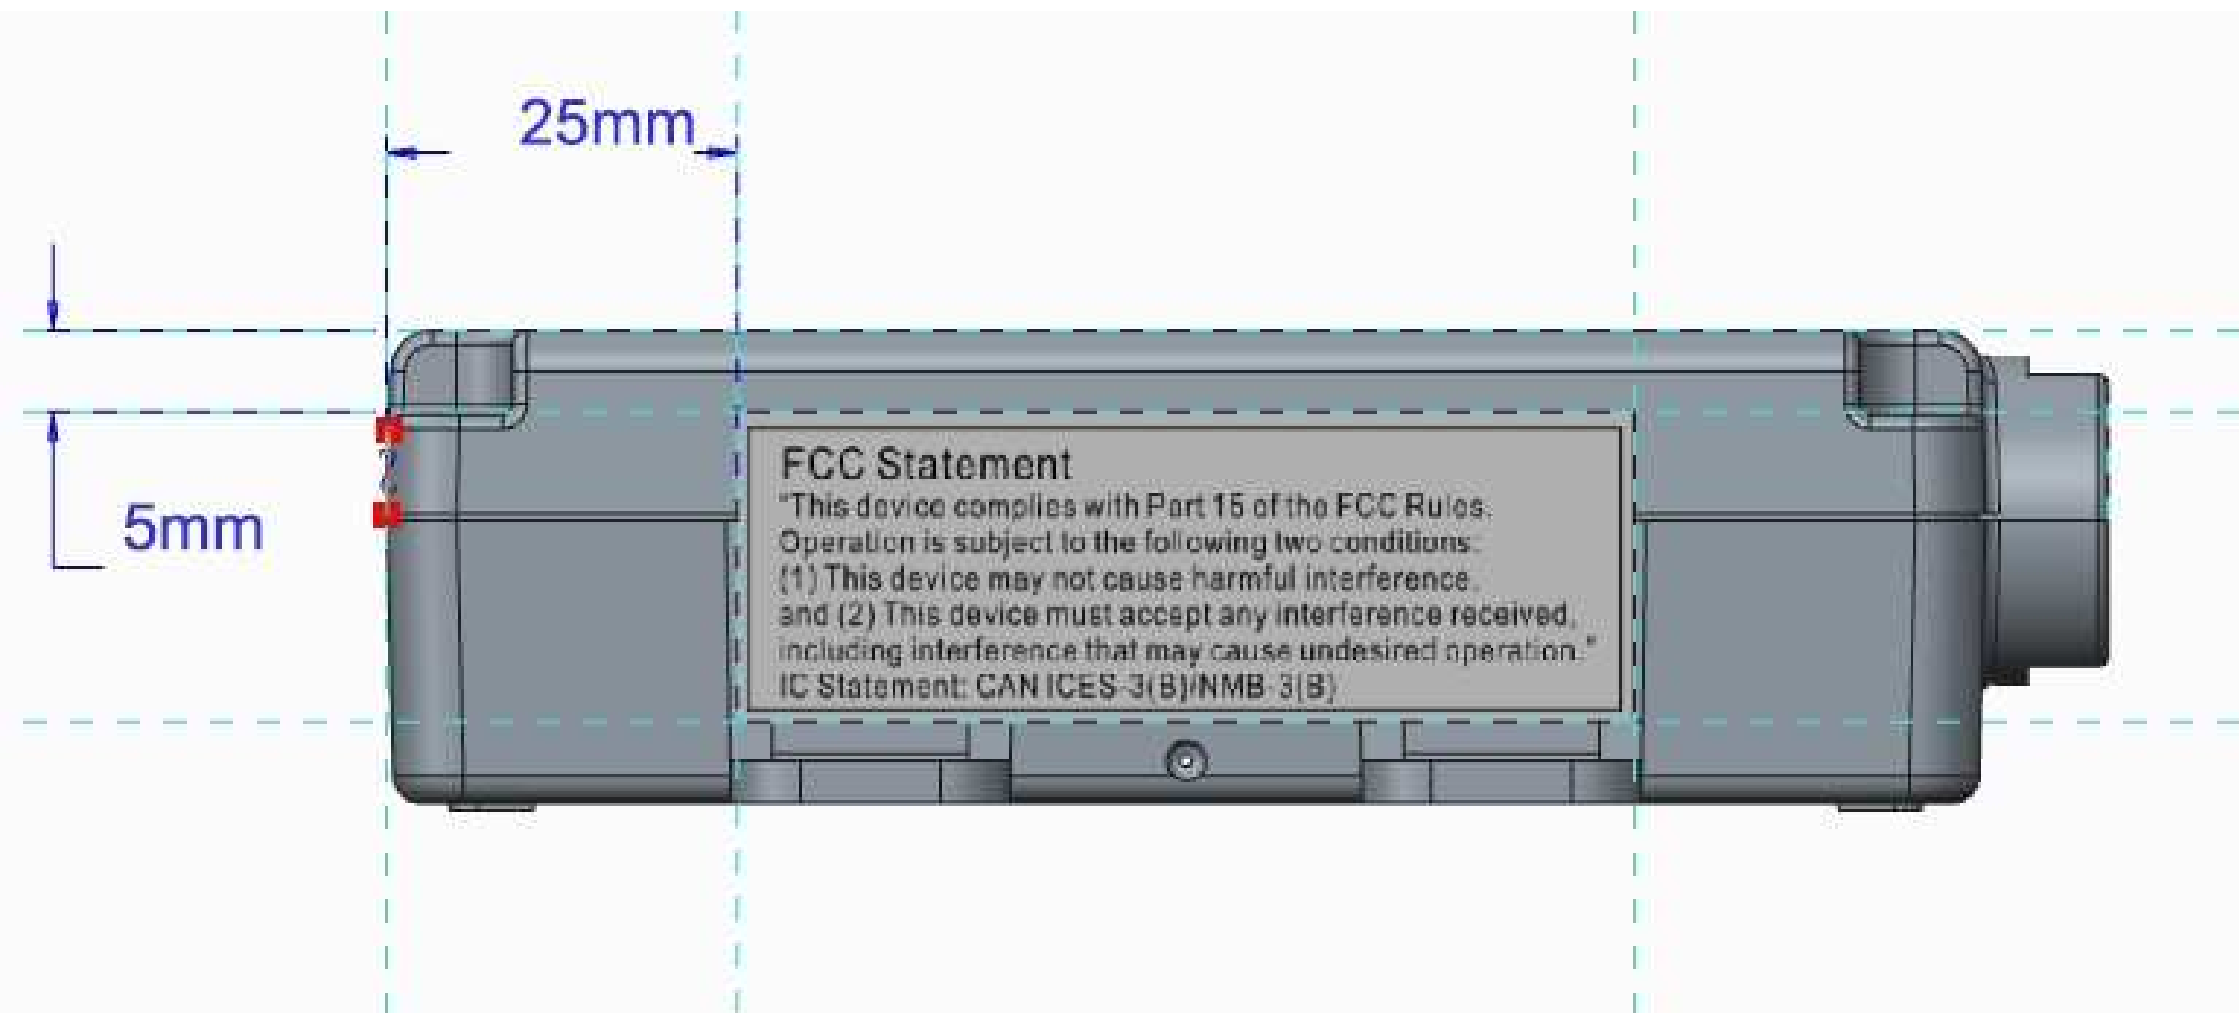 25mm
5mm
FCC Statement
"This device complies with Part 15 of the FCC Rules.
Operation is subject to the following two conditions:
(1) This device may not cause harmful interference,
and (2) This device must accept any interference received,
including interference that may cause undesired operation."
IC Statement: CAN ICES-3(B)/NMB-3(B)